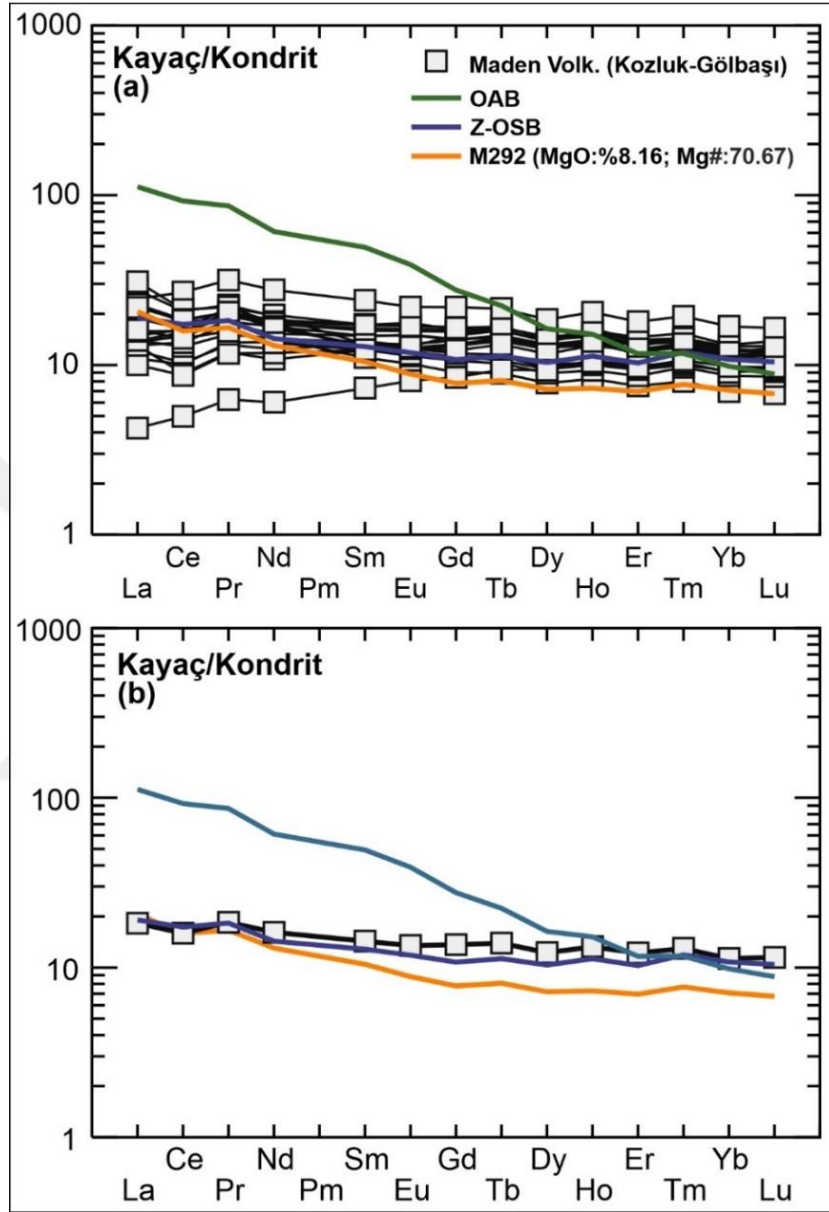 1000
Kayaç/Kondrit
(a)
Maden Volk. (Kozluk-Gölbaşı)
OAB
Z-OSB
M292 (MgO:%8.16; Mg#:70.67)
100
10
1
Ce Nd Sm Gd Dy Er Yb
La Pr Pm Eu Tb Ho Tm Lu
1000
Kayaç/Kondrit
(b)
100
10
1
Ce Nd Sm Gd Dy Er Yb
La Pr Pm Eu Tb Ho Tm Lu